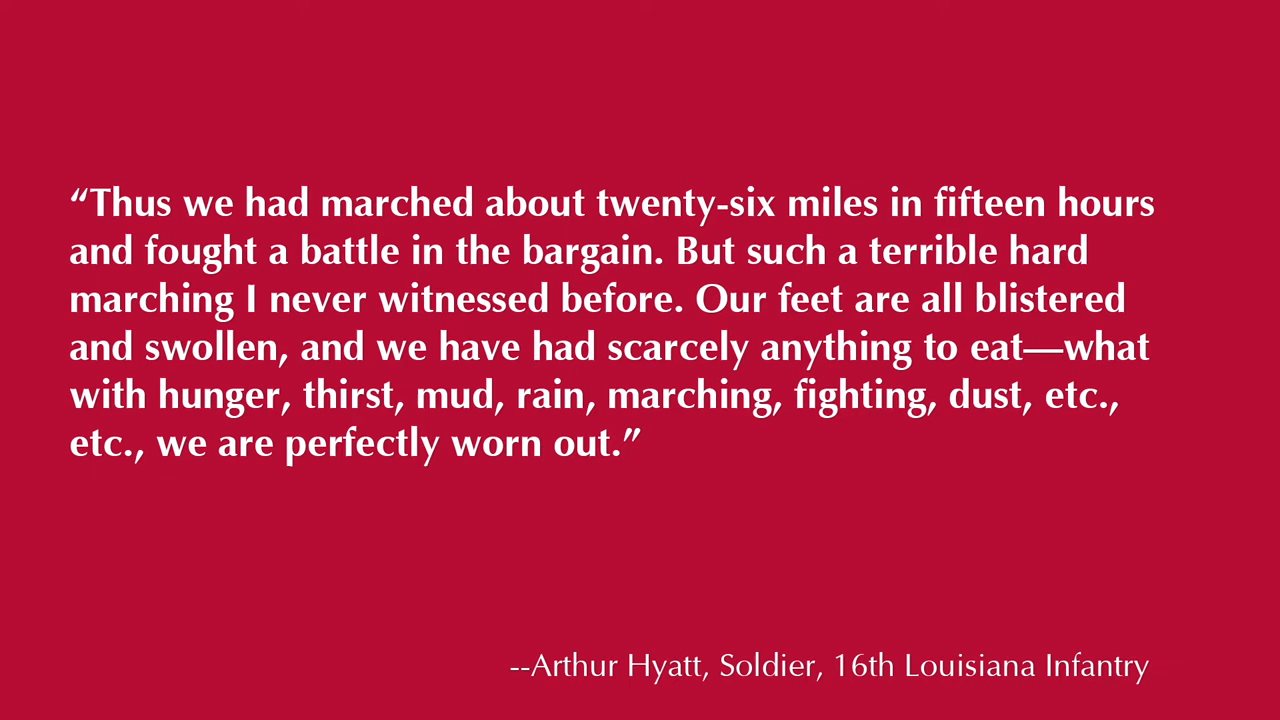 “Thus we had marched about twenty-six miles in fifteen hours
and fought a battle in the bargain. But such a terrible hard
marching I never witnessed before. Our feet are all blistered
and swollen, and we have had scarcely anything to eat—what
with hunger, thirst, mud, rain, marching, fighting, dust, etc.,
etc., we are perfectly worn out.”
--Arthur Hyatt, Soldier, 16th Louisiana Infantry